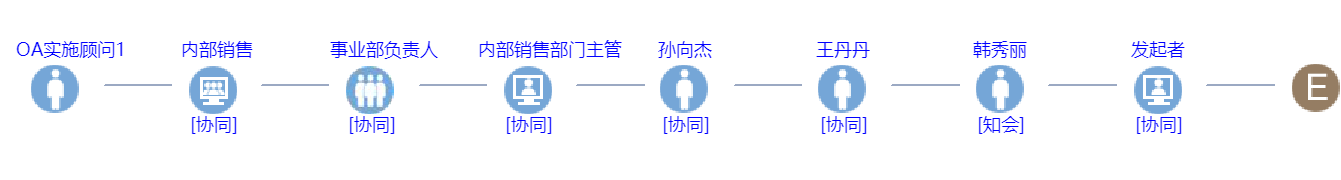 OA实施顾问1 内部销售 事业部负责人 内部销售部门主管 孙向杰 王丹丹 韩秀丽 发起者
E
[协同] [协同] [协同] [协同] [协同] [知会] [协同]